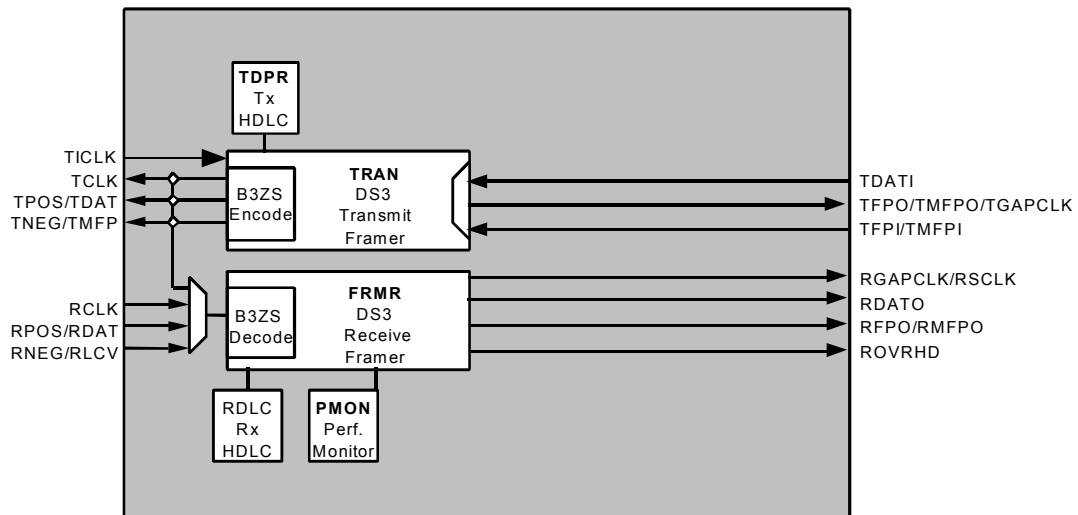 TDPR
Tx
HDLC
TICLK
TCLK
TPOS/TDAT
TNEG/TMFP
B3ZS
Encode
TRAN
DS3
Transmit
Framer
TDATI
TFPO/TMFPO/TGAPCLK
TFPI/TMFPI
RCLK
RPOS/RDAT
RNEG/RLCV
B3ZS
Decode
FRMR
DS3
Receive
Framer
RGAPCLK/RSCLK
RDATO
RFPO/RMFPO
ROVRHD
RDLC
Rx
HDLC
PMON
Perf.
Monitor